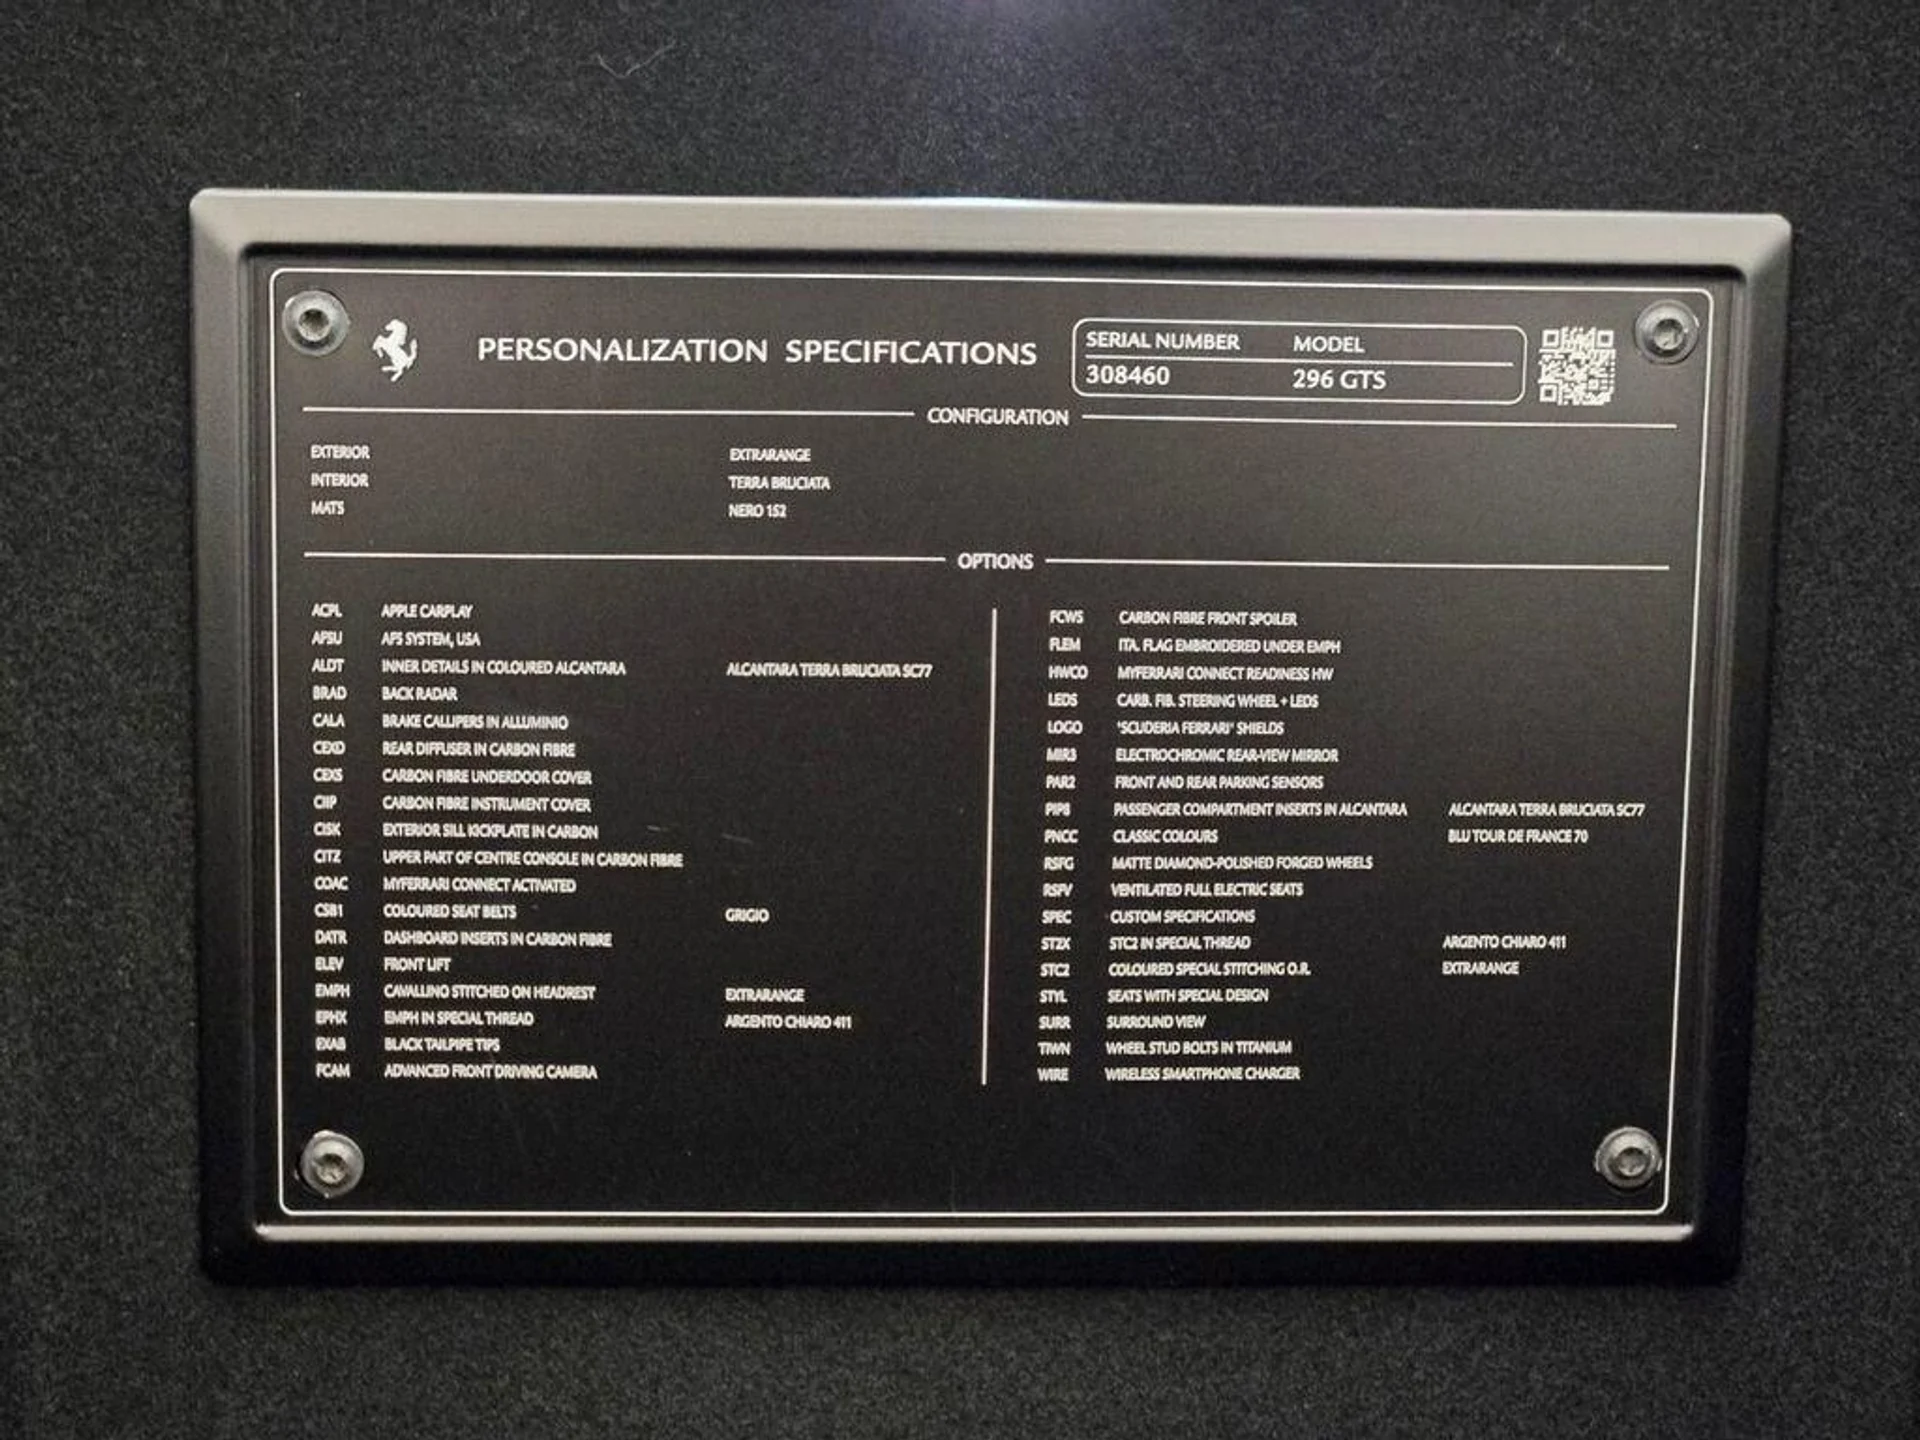 PERSONALIZATION SPECIFICATIONS
SERIAL NUMBER MODEL
308460 296 GTS
CONFIGURATION
EXTERIOR EXTRARANGE
INTERIOR TERRA BRUCIATA
MATS NERO 152
OPTIONS
ACPL APPLE CARPLAY
AFSU AFS SYSTEM, USA
ALDT INNER DETAILS IN COLOURED ALCANTARA ALCANTARA TERRA BRUCIATA SC77
BRAD BACK RADAR
CALA BRAKE CALLIPERS IN ALLUMINIO
CEXD REAR DIFFUSER IN CARBON FIBRE
CEXS CARBON FIBRE UNDERDOOR COVER
CIIP CARBON FIBRE INSTRUMENT COVER
CISK EXTERIOR SILL KICKPLATE IN CARBON
CITZ UPPER PART OF CENTRE CONSOLE IN CARBON FIBRE
COAC MYFERRARI CONNECT ACTIVATED
CSB1 COLOURED SEAT BELTS GRIGIO
DATR DASHBOARD INSERTS IN CARBON FIBRE
ELEV FRONT LIFT
EMPH CAVALLINO STITCHED ON HEADREST EXTRARANGE
EPHX EMPH IN SPECIAL THREAD ARGENTO CHIARO 411
EXAB BLACK TAILPIPE TIPS
FCAM ADVANCED FRONT DRIVING CAMERA
FCWS CARBON FIBRE FRONT SPOILER
FLEM ITA. FLAG EMBROIDERED UNDER EMPH
HWCO MYFERRARI CONNECT READINESS HW
LEDS CARB. FIB. STEERING WHEEL + LEDS
LOGO "SCUDERIA FERRARI" SHIELDS
MIR3 ELECTROCHROMIC REAR-VIEW MIRROR
PAR2 FRONT AND REAR PARKING SENSORS
PIP8 PASSENGER COMPARTMENT INSERTS IN ALCANTARA ALCANTARA TERRA BRUCIATA SC77
PNCC CLASSIC COLOURS BLU TOUR DE FRANCE 70
RSFG MATTE DIAMOND-POLISHED FORGED WHEELS
RSFV VENTILATED FULL ELECTRIC SEATS
SPEC CUSTOM SPECIFICATIONS
ST2X STC2 IN SPECIAL THREAD ARGENTO CHIARO 411
STC2 COLOURED SPECIAL STITCHING O.R. EXTRARANGE
STYL SEATS WITH SPECIAL DESIGN
SURR SURROUND VIEW
TIWN WHEEL STUD BOLTS IN TITANIUM
WIRE WIRELESS SMARTPHONE CHARGER